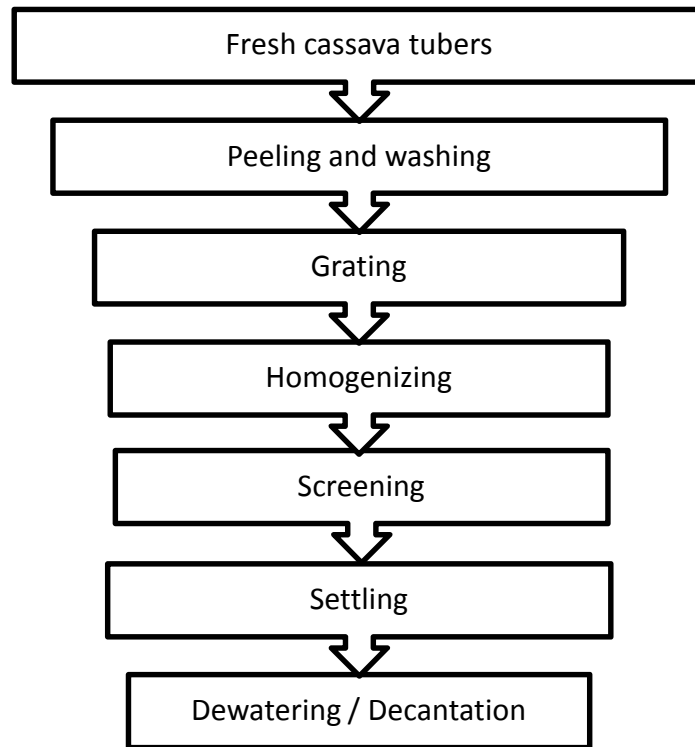 Fresh cassava tubers
Peeling and washing
Grating
Homogenizing
Screening
Settling
Dewatering / Decantation